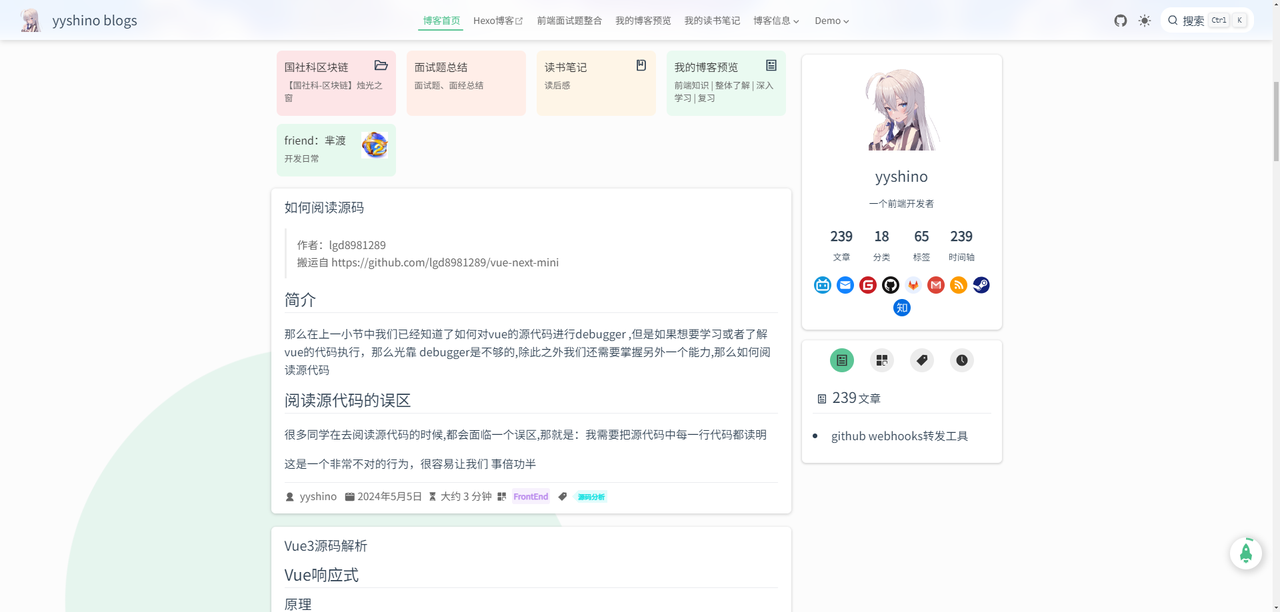 yyshino blogs
博客首页
Hexo博客
前端面试题整合
我的博客预览
我的读书笔记
博客信息
Demo
搜索
Ctrl
K
国社科区块链
【国社科-区块链】烛光之
窗
面试题总结
面试题、面经总结
读书笔记
读后感
我的博客预览
前端知识 | 整体了解 | 深入
学习 | 复习
friend：芈渡
开发日常
如何阅读源码
作者：lgd8981289
搬运自 https://github.com/lgd8981289/vue-next-mini
简介
那么在上一小节中我们已经知道了如何对vue的源代码进行debugger ,但是如果想要学习或者了解
vue的代码执行，那么光靠 debugger是不够的,除此之外我们还需要掌握另外一个能力,那么如何阅
读源代码
阅读源代码的误区
很多同学在去阅读源代码的时候,都会面临一个误区,那就是：我需要把源代码中每一行代码都读明
这是一个非常不对的行为，很容易让我们 事倍功半
yyshino 2024年5月5日 大约 3 分钟 FrontEnd 源码分析
Vue3源码解析
Vue响应式
原理
yyshino
一个前端开发者
239 18 65 239
文章 分类 标签 时间轴
知
239 文章
github webhooks转发工具